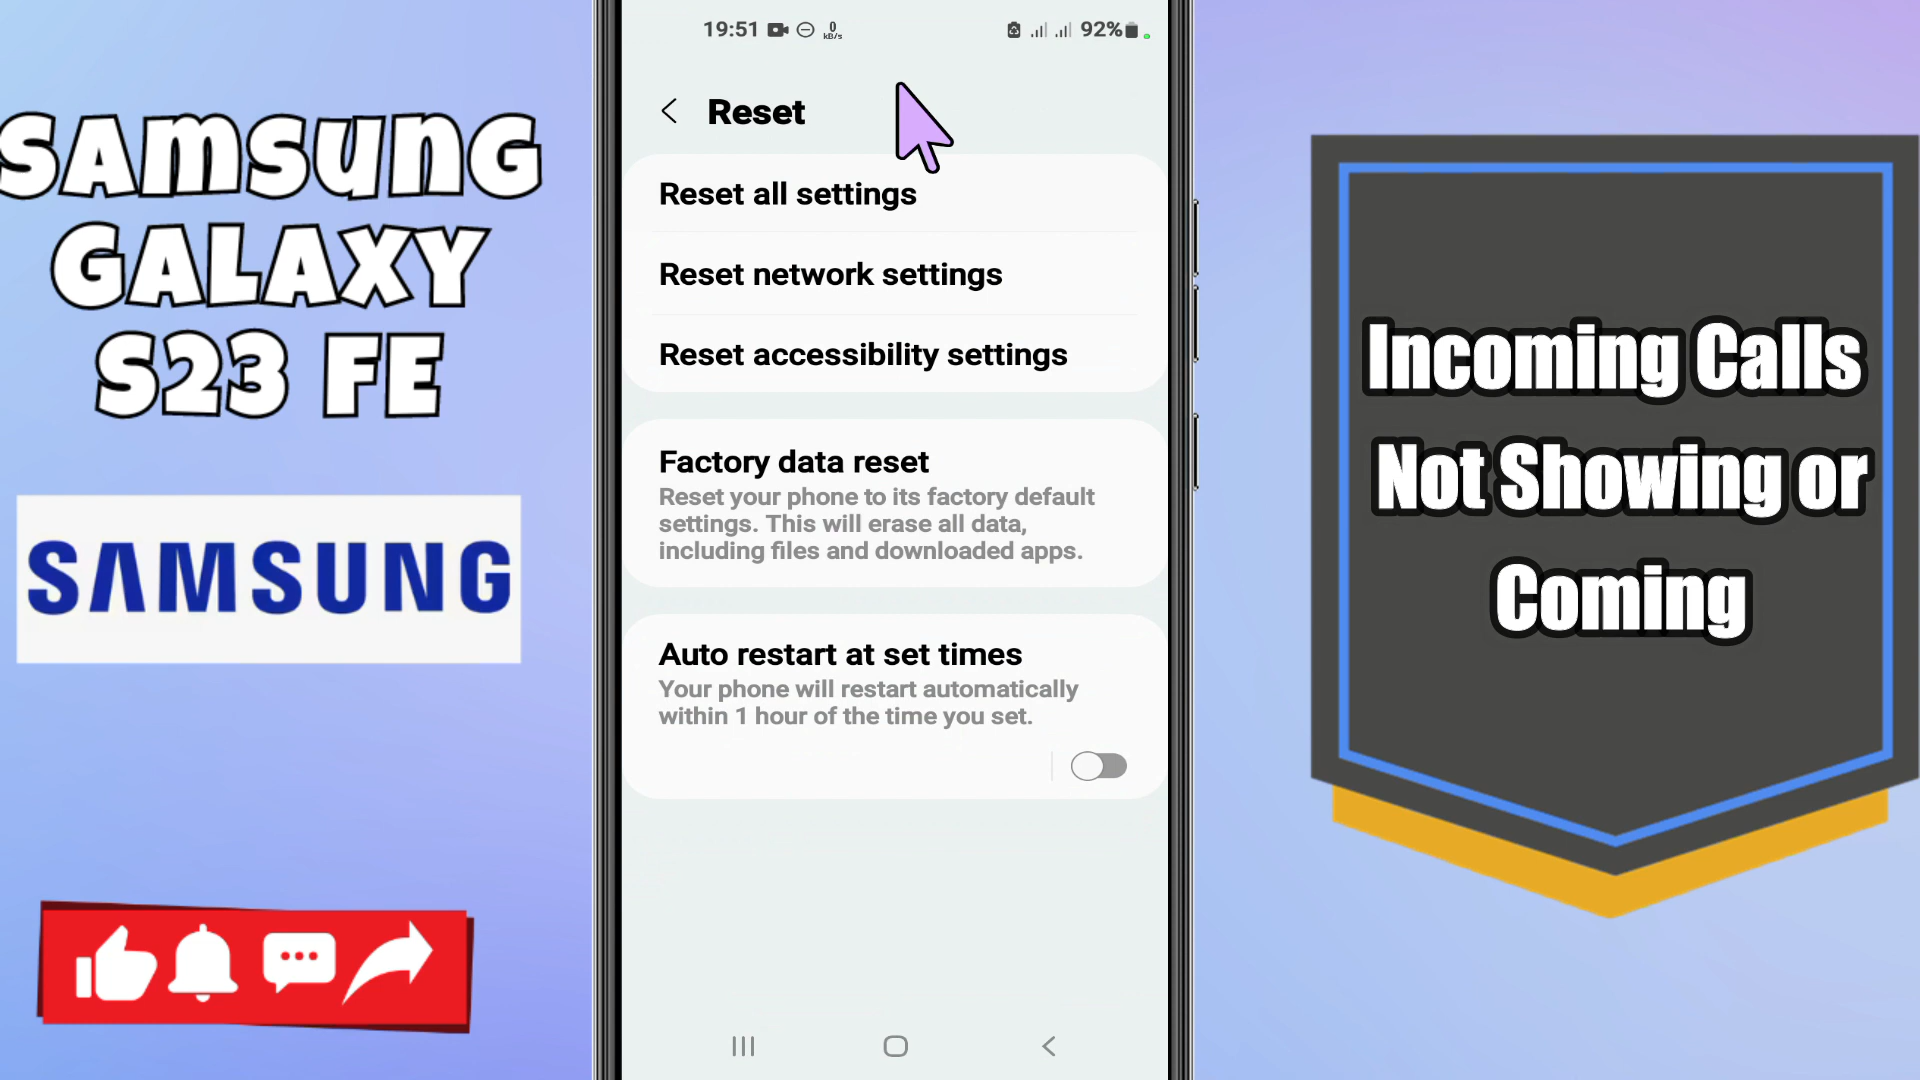 SAMSUNG
GALAXY
S23 FE
SAMSUNG
19:51
0
kB/s
92%
Reset
Reset all settings
Reset network settings
Reset accessibility settings
Factory data reset
Reset your phone to its factory default
settings. This will erase all data,
including files and downloaded apps.
Auto restart at set times
Your phone will restart automatically
within 1 hour of the time you set.
Incoming Calls
Not Showing or
Coming